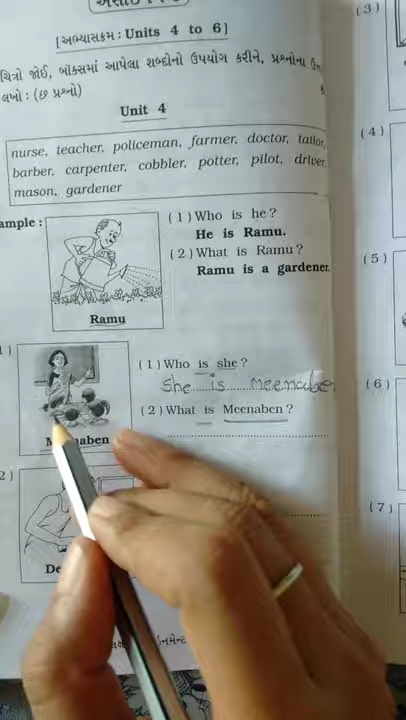 [અભ્યાસક્રમ : Units 4 to 6]
ચિત્રો જોઈ, બૉક્સમાં આપેલા શબ્દોનો ઉપયોગ કરીને, પ્રશ્નોના
લખો : (છ પ્રશ્નો)
Unit 4
nurse, teacher, policeman, farmer, doctor, tailor,
barber, carpenter, cobbler, potter, pilot, driver,
mason, gardener
ample :
(1) Who is he ?
He is Ramu.
(2) What is Ramu ?
Ramu is a gardener.
Ramu
(1) Who is she ?
She is Meenaben
(2) What is Meenaben ?
2)
De
(3)
(4)
(5)
(6)
(7)